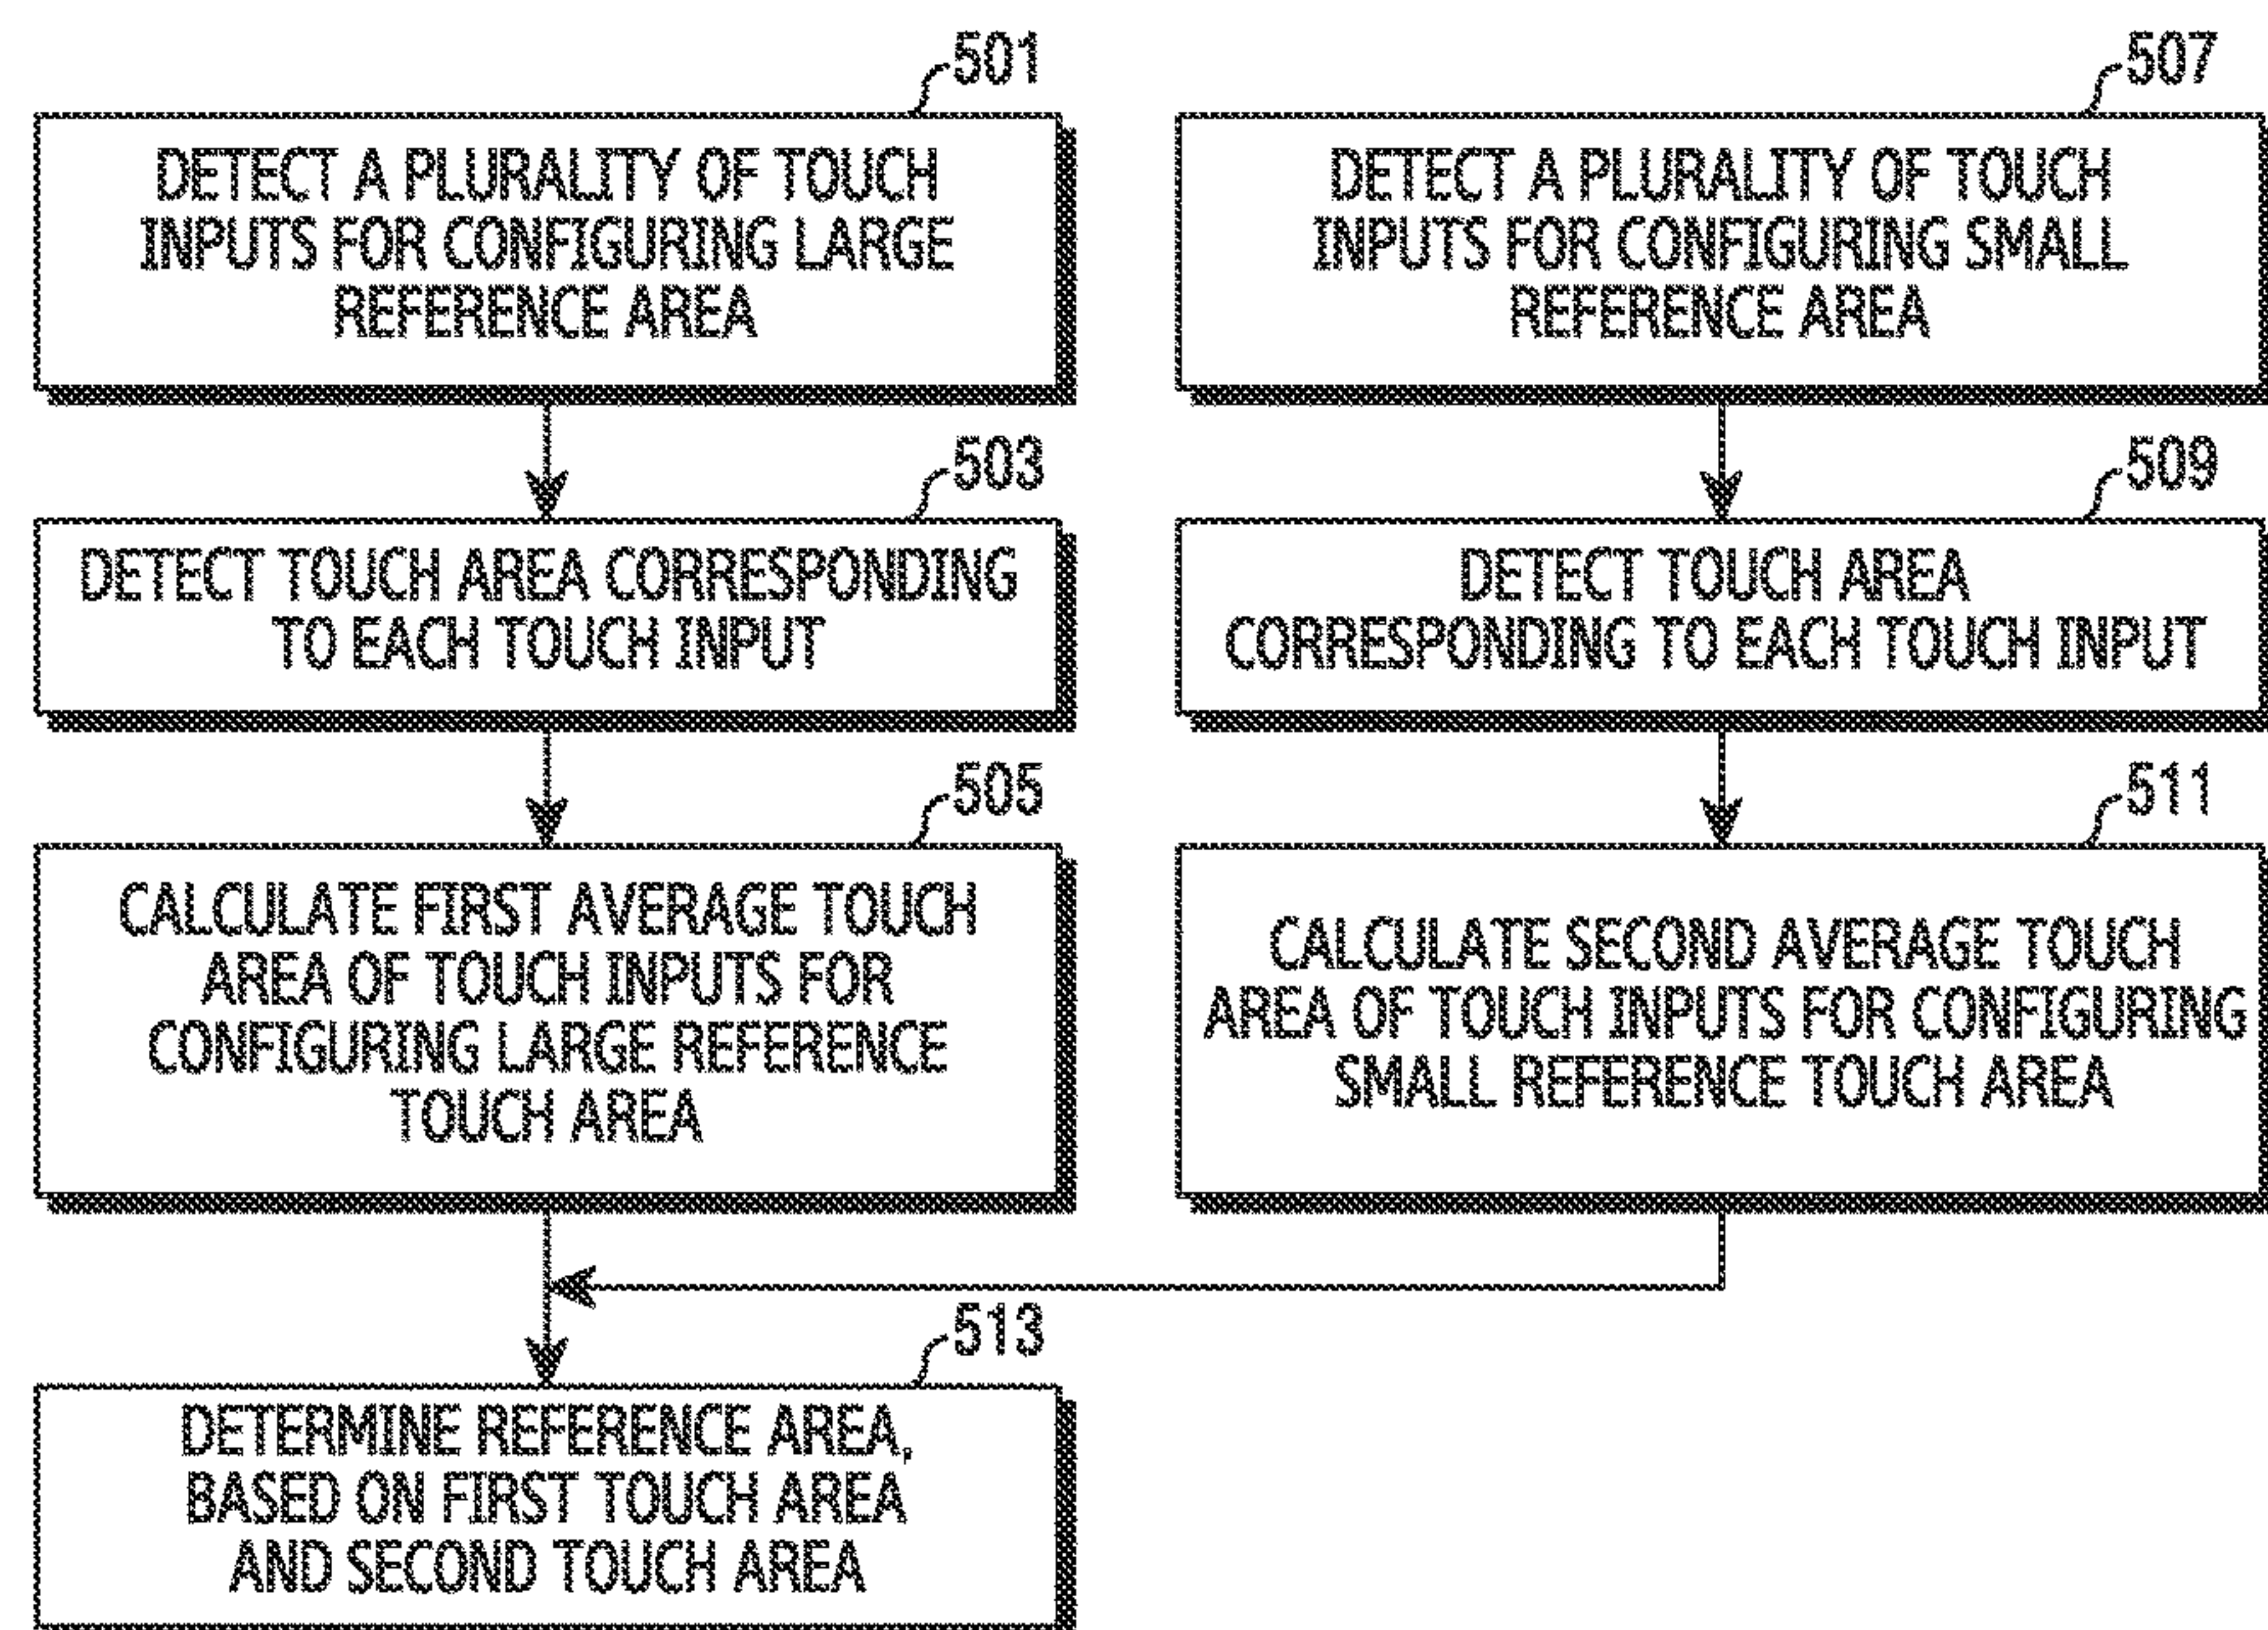 501
DETECT A PLURALITY OF TOUCH
INPUTS FOR CONFIGURING LARGE
REFERENCE AREA
503
DETECT TOUCH AREA CORRESPONDING
TO EACH TOUCH INPUT
505
CALCULATE FIRST AVERAGE TOUCH
AREA OF TOUCH INPUTS FOR
CONFIGURING LARGE REFERENCE
TOUCH AREA
507
DETECT A PLURALITY OF TOUCH
INPUTS FOR CONFIGURING SMALL
REFERENCE AREA
509
DETECT TOUCH AREA
CORRESPONDING TO EACH TOUCH INPUT
511
CALCULATE SECOND AVERAGE TOUCH
AREA OF TOUCH INPUTS FOR CONFIGURING
SMALL REFERENCE TOUCH AREA
513
DETERMINE REFERENCE AREA,
BASED ON FIRST TOUCH AREA
AND SECOND TOUCH AREA